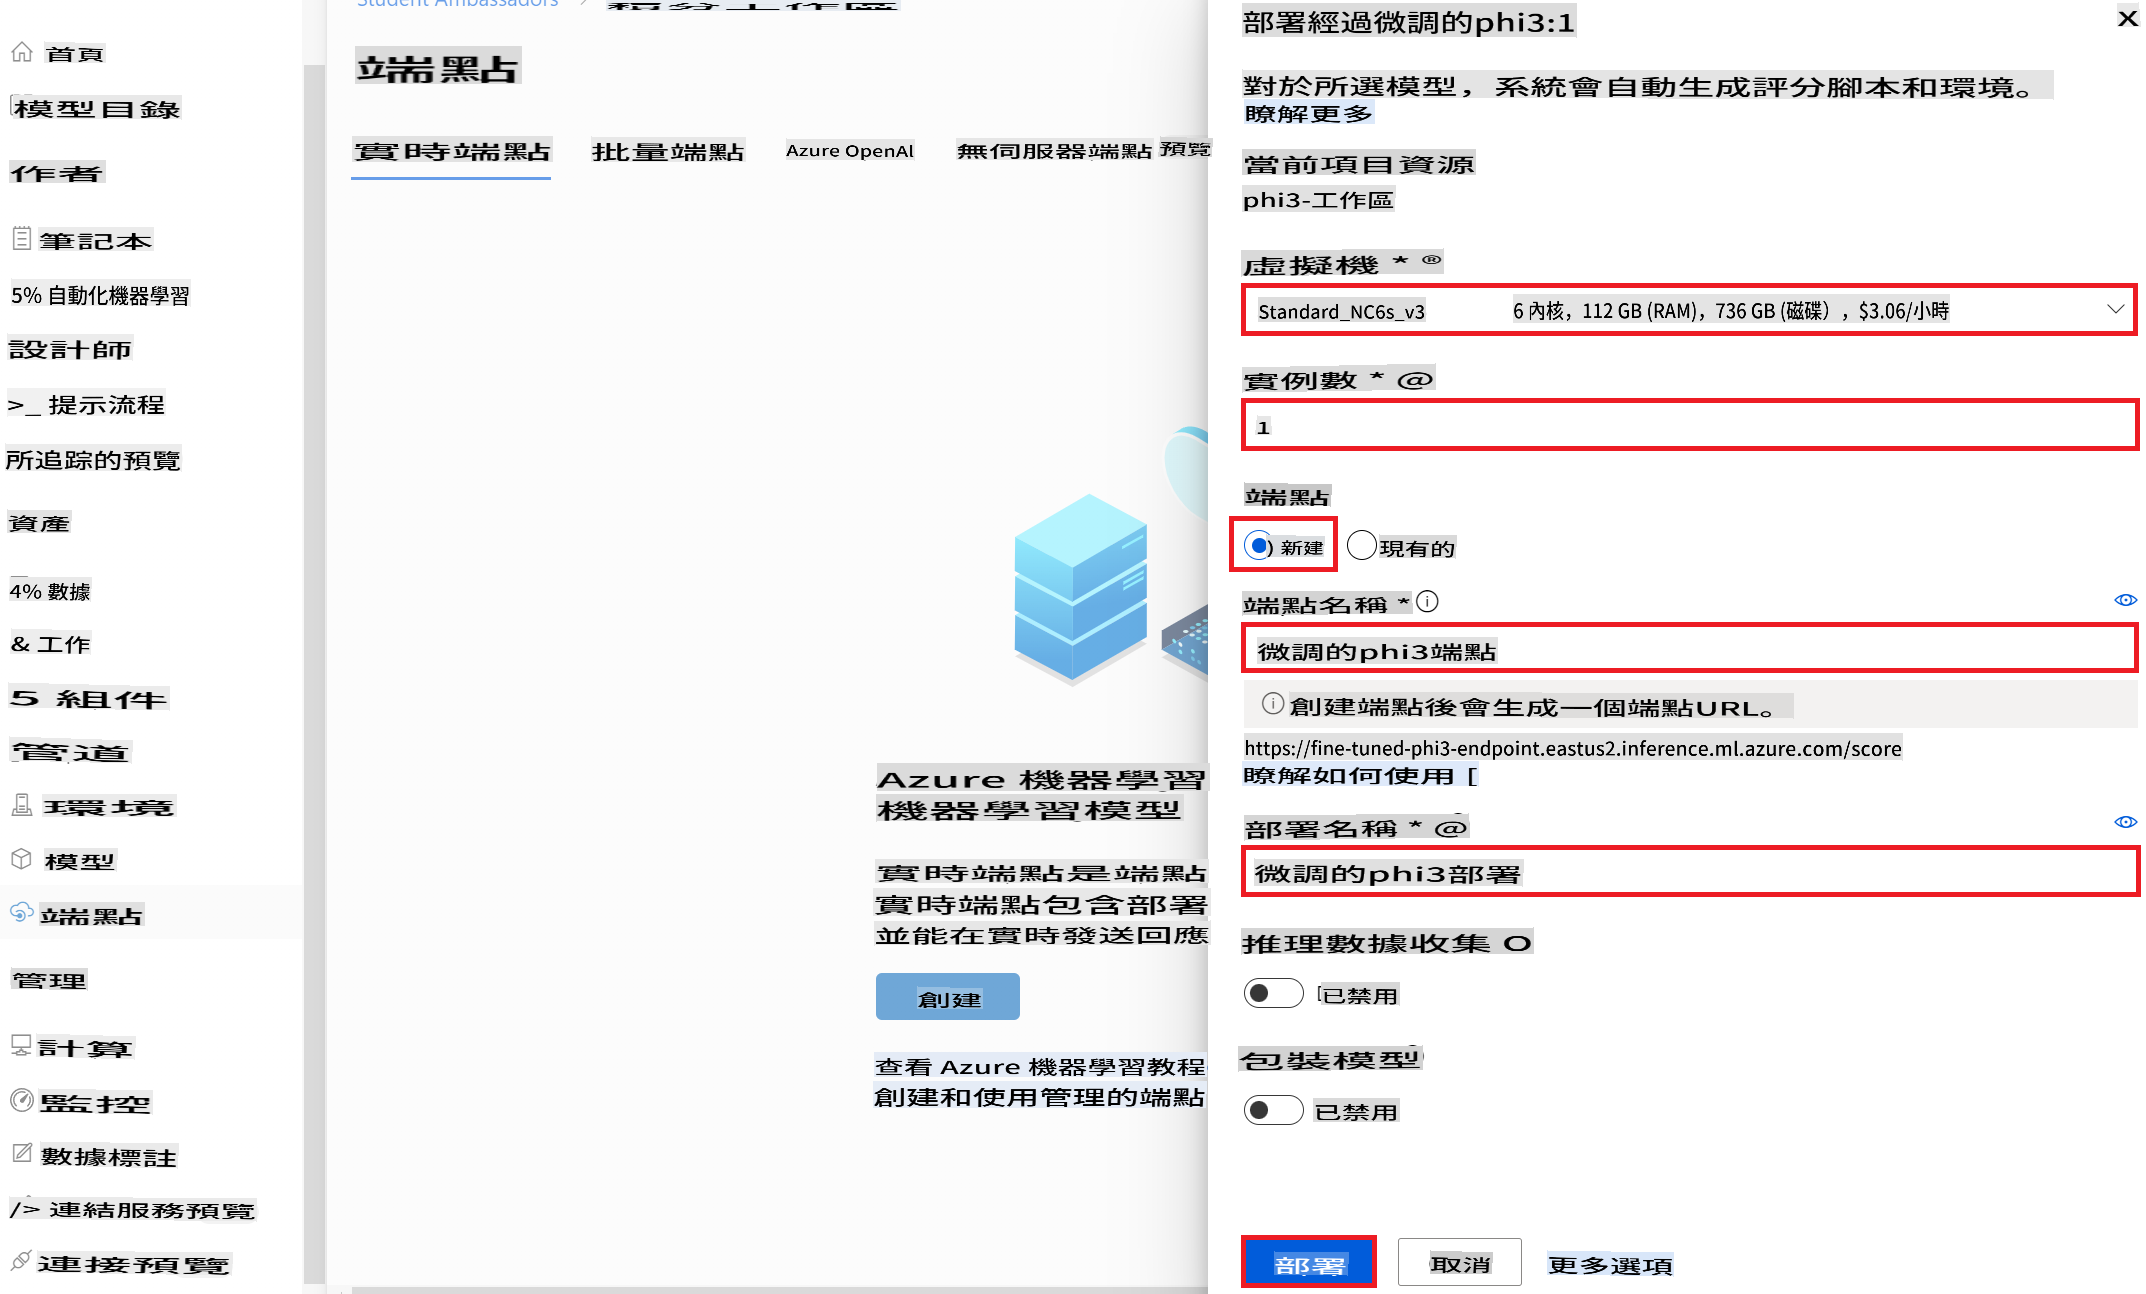 首頁
模型目錄
作者
筆記本
5% 自動化機器學習
設計師
>_ 提示流程
所追踪的預覽
資產
4% 數據
& 工作
5 組件
管道
環境
模型
端點
管理
計算
監控
數據標註
/> 連結服務預覽
連接預覽
Student Ambassadors >
端點
實時端點 批量端點 Azure OpenAI 無伺服器端點 預覽
Azure 機器學習
機器學習模型
實時端點是端點
實時端點包含部署
並能在實時發送回應
創建
查看 Azure 機器學習教程
創建和使用管理的端點
部署經過微調的phi3:1
X
對於所選模型，系統會自動生成評分腳本和環境。
瞭解更多
當前項目資源
phi3-工作區
虛擬機 * ®
Standard_NC6s_v3 6 內核，112 GB (RAM)，736 GB (磁碟），$3.06/小時
實例數 * @
1
端點
) 新建 現有的
端點名稱 *
微調的phi3端點
創建端點後會生成一個端點URL。
https://fine-tuned-phi3-endpoint.eastus2.inference.ml.azure.com/score
瞭解如何使用 [
部署名稱 * @
微調的phi3部署
推理數據收集 O
已禁用
包裝模型
已禁用
部署 取消 更多選項